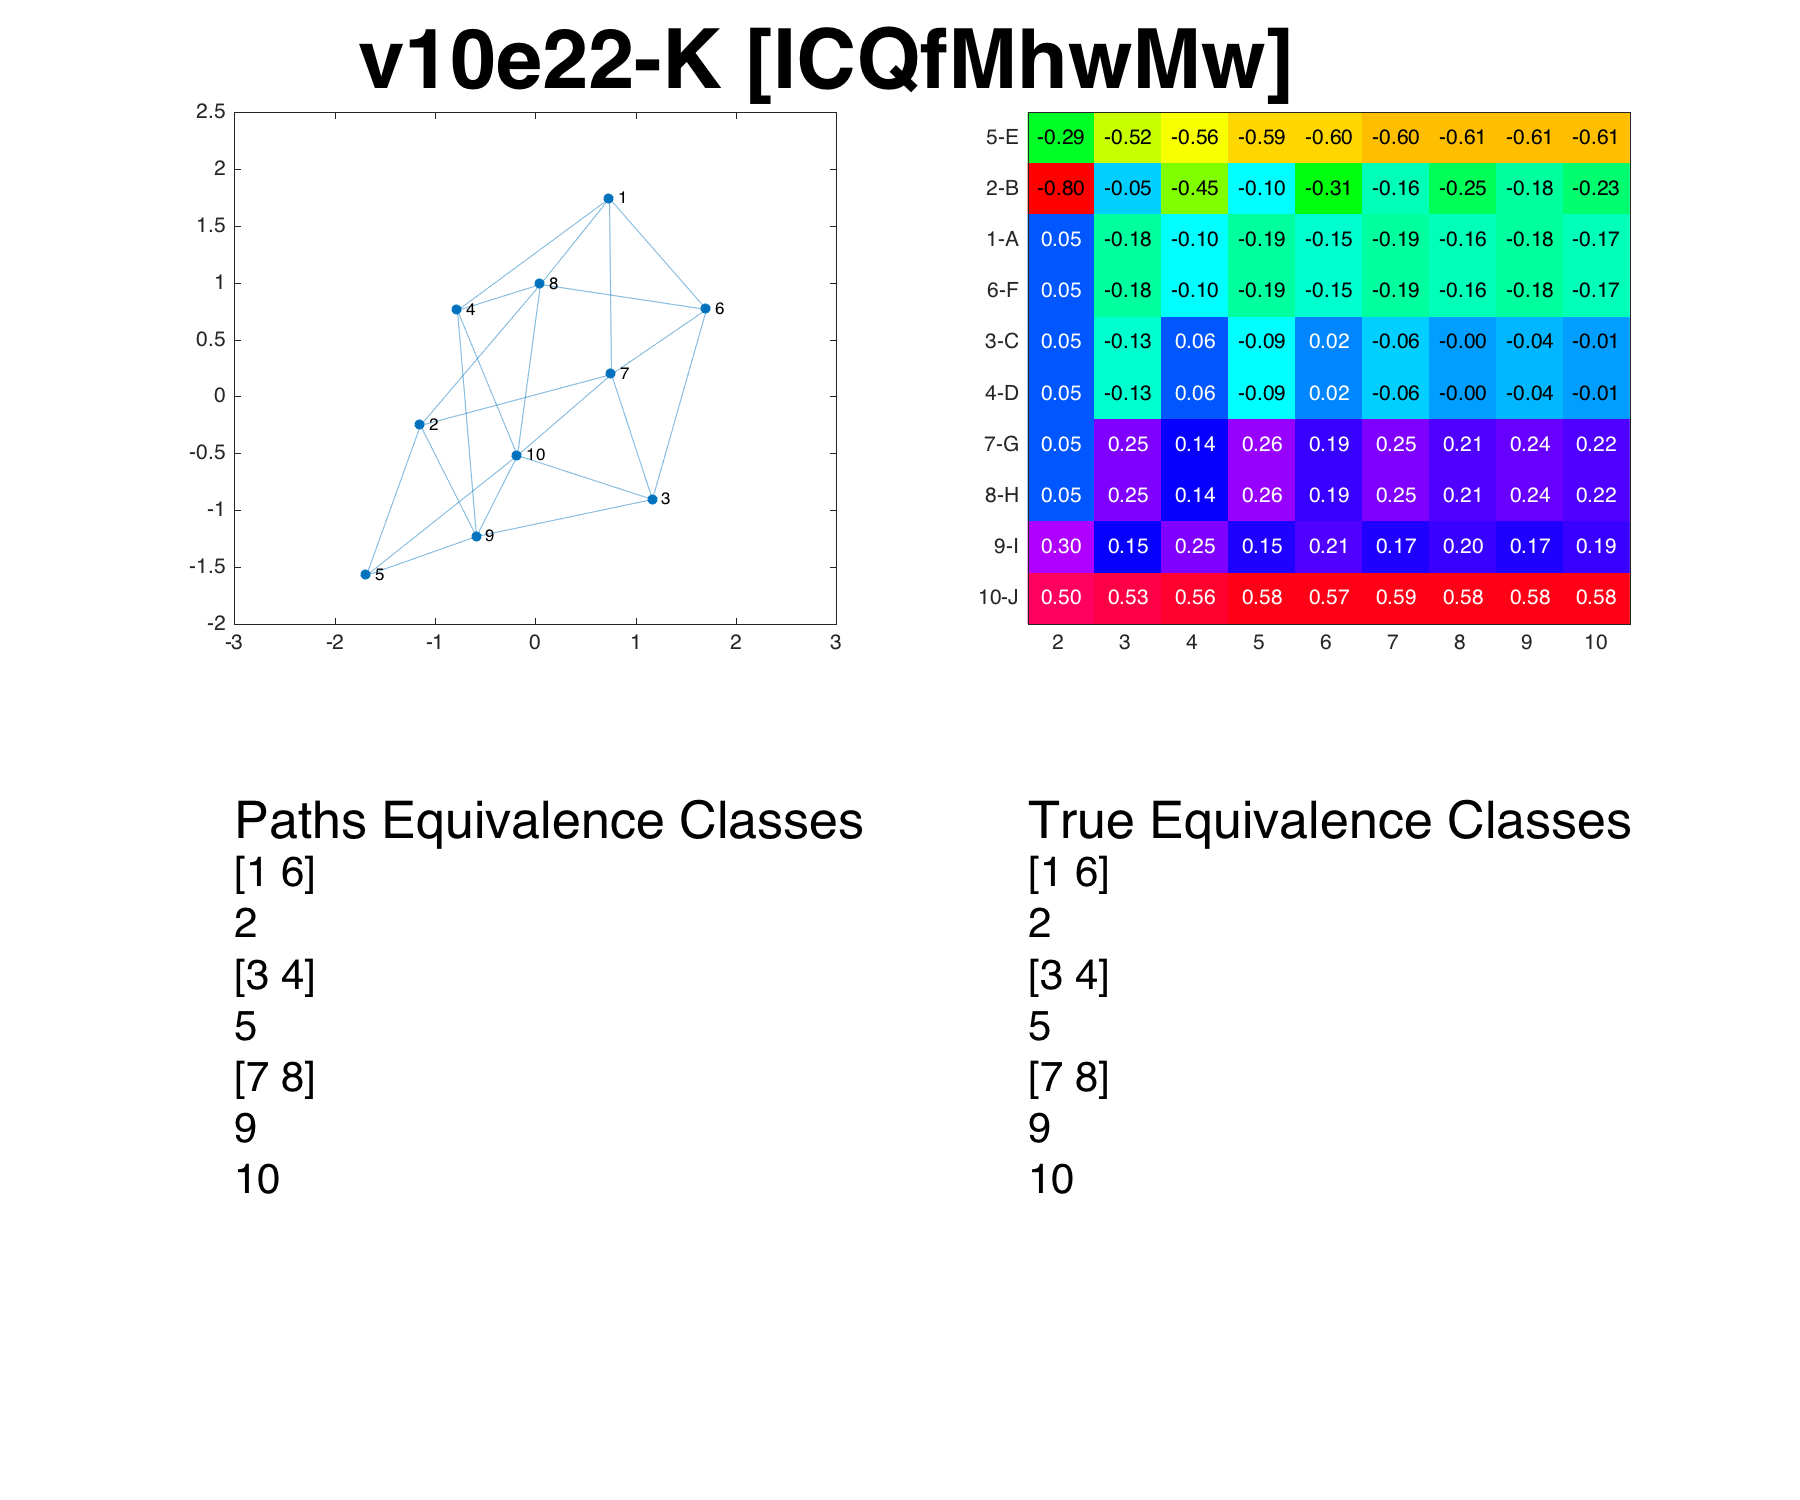 v10e22-K [ICQfMhwMw]
2.5
2
1.5
1
0.5
0
-0.5
-1
-1.5
-2
-3 -2 -1 0 1 2 3
1
8
4
6
7
2
10
3
9
5
5-E -0.29 -0.52 -0.56 -0.59 -0.60 -0.60 -0.61 -0.61 -0.61
2-B -0.80 -0.05 -0.45 -0.10 -0.31 -0.16 -0.25 -0.18 -0.23
1-A 0.05 -0.18 -0.10 -0.19 -0.15 -0.19 -0.16 -0.18 -0.17
6-F 0.05 -0.18 -0.10 -0.19 -0.15 -0.19 -0.16 -0.18 -0.17
3-C 0.05 -0.13 0.06 -0.09 0.02 -0.06 -0.00 -0.04 -0.01
4-D 0.05 -0.13 0.06 -0.09 0.02 -0.06 -0.00 -0.04 -0.01
7-G 0.05 0.25 0.14 0.26 0.19 0.25 0.21 0.24 0.22
8-H 0.05 0.25 0.14 0.26 0.19 0.25 0.21 0.24 0.22
9-I 0.30 0.15 0.25 0.15 0.21 0.17 0.20 0.17 0.19
10-J 0.50 0.53 0.56 0.58 0.57 0.59 0.58 0.58 0.58
2 3 4 5 6 7 8 9 10
Paths Equivalence Classes
[1 6]
2
[3 4]
5
[7 8]
9
10
True Equivalence Classes
[1 6]
2
[3 4]
5
[7 8]
9
10